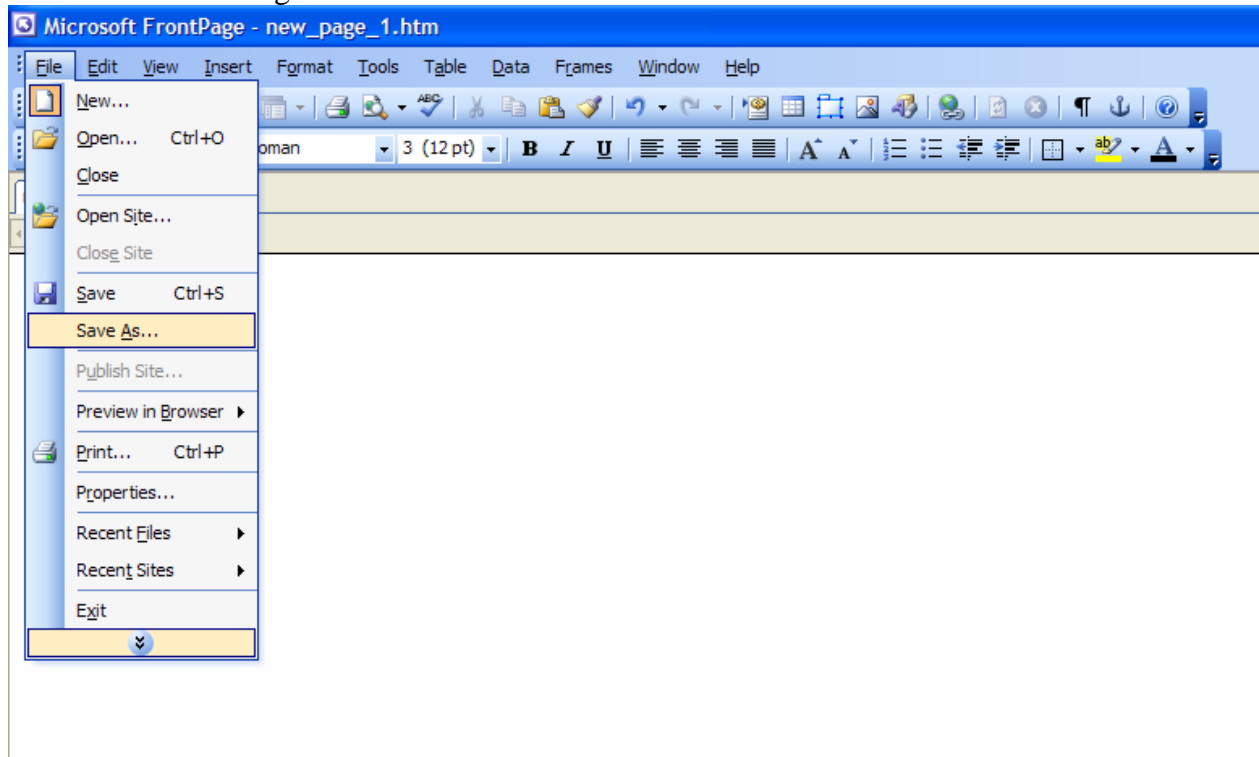 Microsoft FrontPage - new_page_1.htm
File Edit View Insert Format Tools Table Data Frames Window Help
New...
ABC
Open... Ctrl+O
oman 3 (12 pt) B I U A A ab A
Close
Open Site...
Close Site
Save Ctrl+S
Save As...
Publish Site...
Preview in Browser
Print... Ctrl+P
Properties...
Recent Files
Recent Sites
Exit